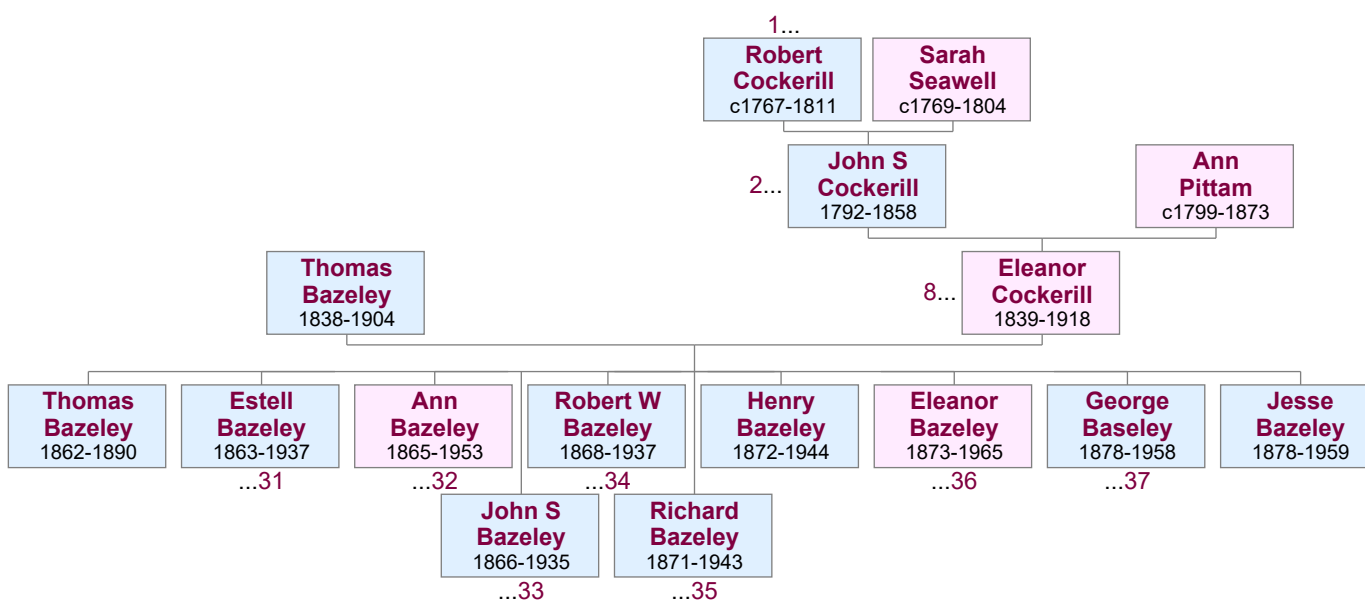 1...
Robert
Cockerill
c1767-1811
Sarah
Seawell
c1769-1804
2...
John S
Cockerill
1792-1858
Ann
Pittam
c1799-1873
Thomas
Bazeley
1838-1904
8...
Eleanor
Cockerill
1839-1918
Thomas
Bazeley
1862-1890
Estell
Bazeley
1863-1937
...31
Ann
Bazeley
1865-1953
...32
Robert W
Bazeley
1868-1937
...34
Henry
Bazeley
1872-1944
Eleanor
Bazeley
1873-1965
...36
George
Baseley
1878-1958
...37
Jesse
Bazeley
1878-1959
John S
Bazeley
1866-1935
...33
Richard
Bazeley
1871-1943
...35